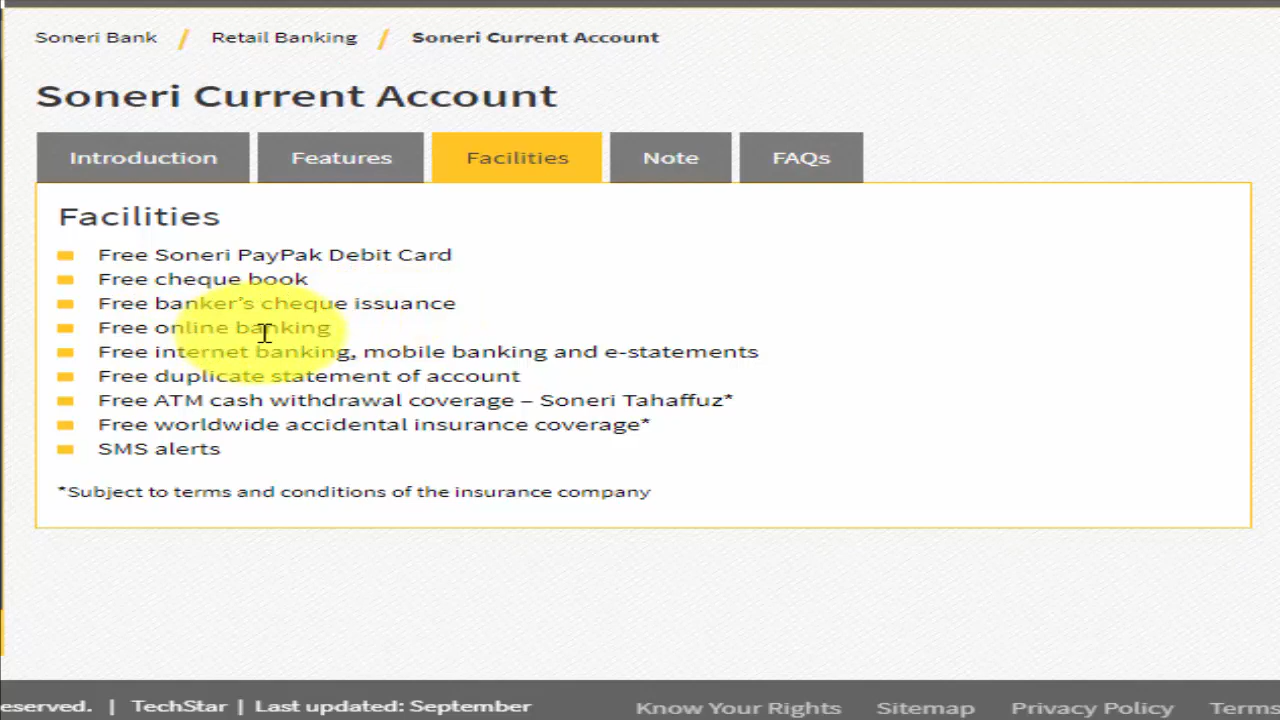 Soneri Bank / Retail Banking / Soneri Current Account
Soneri Current Account
Introduction Features Facilities Note FAQs
Facilities
Free Soneri PayPak Debit Card
Free cheque book
Free banker's cheque issuance
Free online banking
Free internet banking, mobile banking and e-statements
Free duplicate statement of account
Free ATM cash withdrawal coverage – Soneri Tahaffuz*
Free worldwide accidental insurance coverage*
SMS alerts
*Subject to terms and conditions of the insurance company
eserved. | TechStar | Last updated: September Know Your Rights Sitemap Privacy Policy Terms